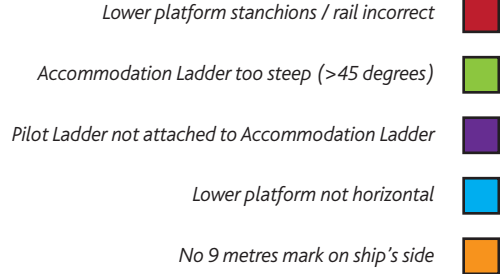 Lower platform stanchions / rail incorrect
Accommodation Ladder too steep (>45 degrees)
Pilot Ladder not attached to Accommodation Ladder
Lower platform not horizontal
No 9 metres mark on ship's side